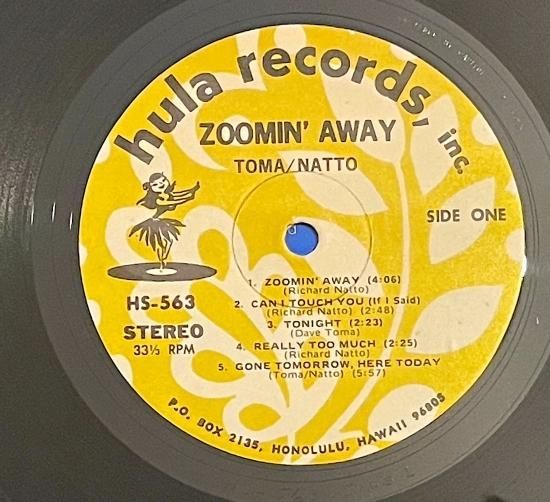 hula records, inc.
ZOOMIN' AWAY
TOMA/NATTO
SIDE ONE
HS-563
STEREO
33⅓ RPM
1. ZOOMIN' AWAY (4:06)
(Richard Natto)
2. CAN I TOUCH YOU (If I Said)
(Richard Natto) (2:48)
3. TONIGHT (2:23)
(Dave Toma)
4. REALLY TOO MUCH (2:25)
(Richard Natto)
5. GONE TOMORROW, HERE TODAY
(Toma/Natto) (5:57)
P.O. BOX 2135, HONOLULU, HAWAII 96805